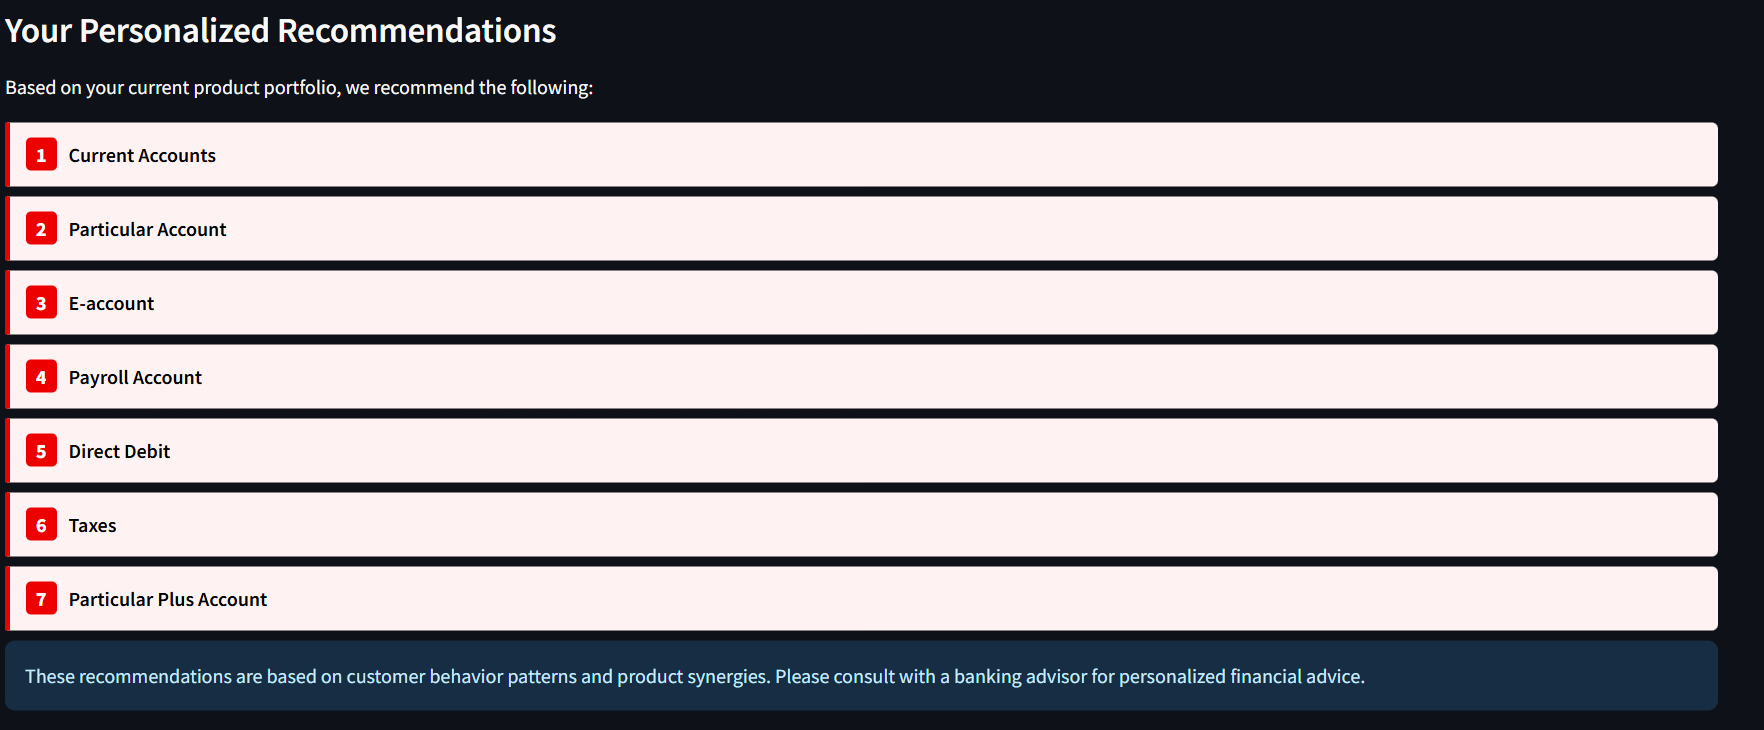 Your Personalized Recommendations
Based on your current product portfolio, we recommend the following:
1 Current Accounts
2 Particular Account
3 E-account
4 Payroll Account
5 Direct Debit
6 Taxes
7 Particular Plus Account
These recommendations are based on customer behavior patterns and product synergies. Please consult with a banking advisor for personalized financial advice.